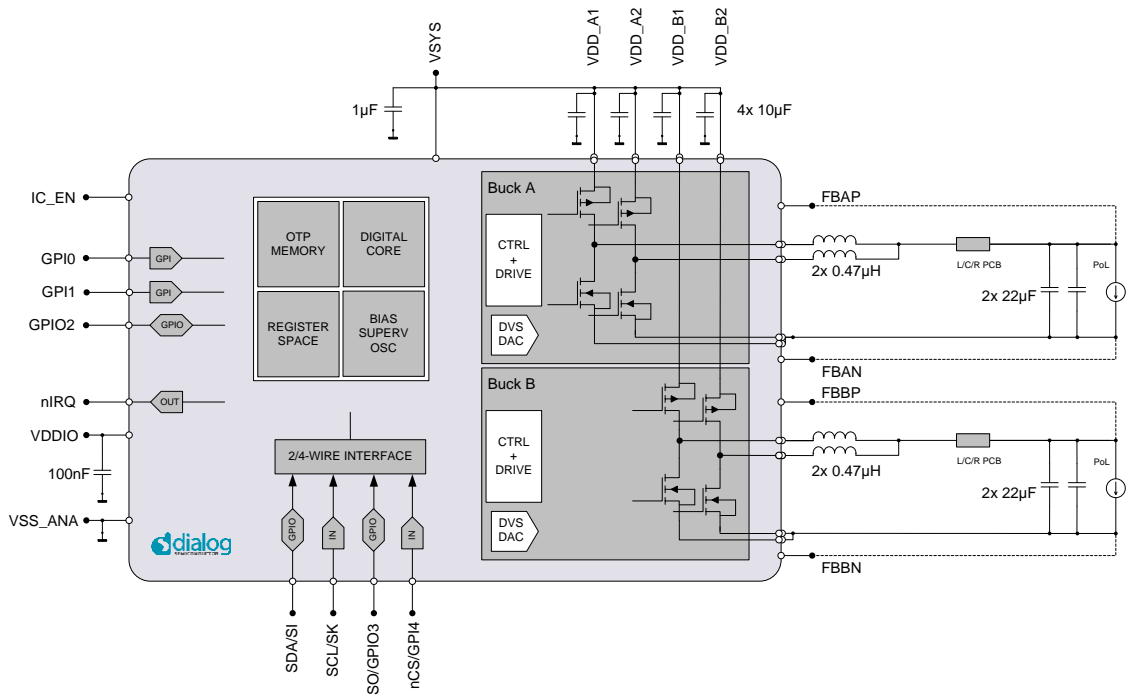 VSYS
VDD_A1
VDD_A2
VDD_B1
VDD_B2
1µF
4x 10µF
IC_EN
GPI0
GPI
GPI1
GPI
GPIO2
GPIO
nIRQ
OUT
VDDIO
100nF
VSS_ANA
OTP
MEMORY
DIGITAL
CORE
REGISTER
SPACE
BIAS
SUPERV
OSC
2/4-WIRE INTERFACE
GPIO
IN
GPIO
IN
SDA/SI
SCL/SK
SO/GPIO3
nCS/GPI4
dialog
SEMICONDUCTOR
Buck A
CTRL
+
DRIVE
DVS
DAC
Buck B
CTRL
+
DRIVE
DVS
DAC
FBAP
2x 0.47µH
L/C/R PCB
2x 22µF
PoL
FBAN
FBBP
2x 0.47µH
L/C/R PCB
2x 22µF
PoL
FBBN